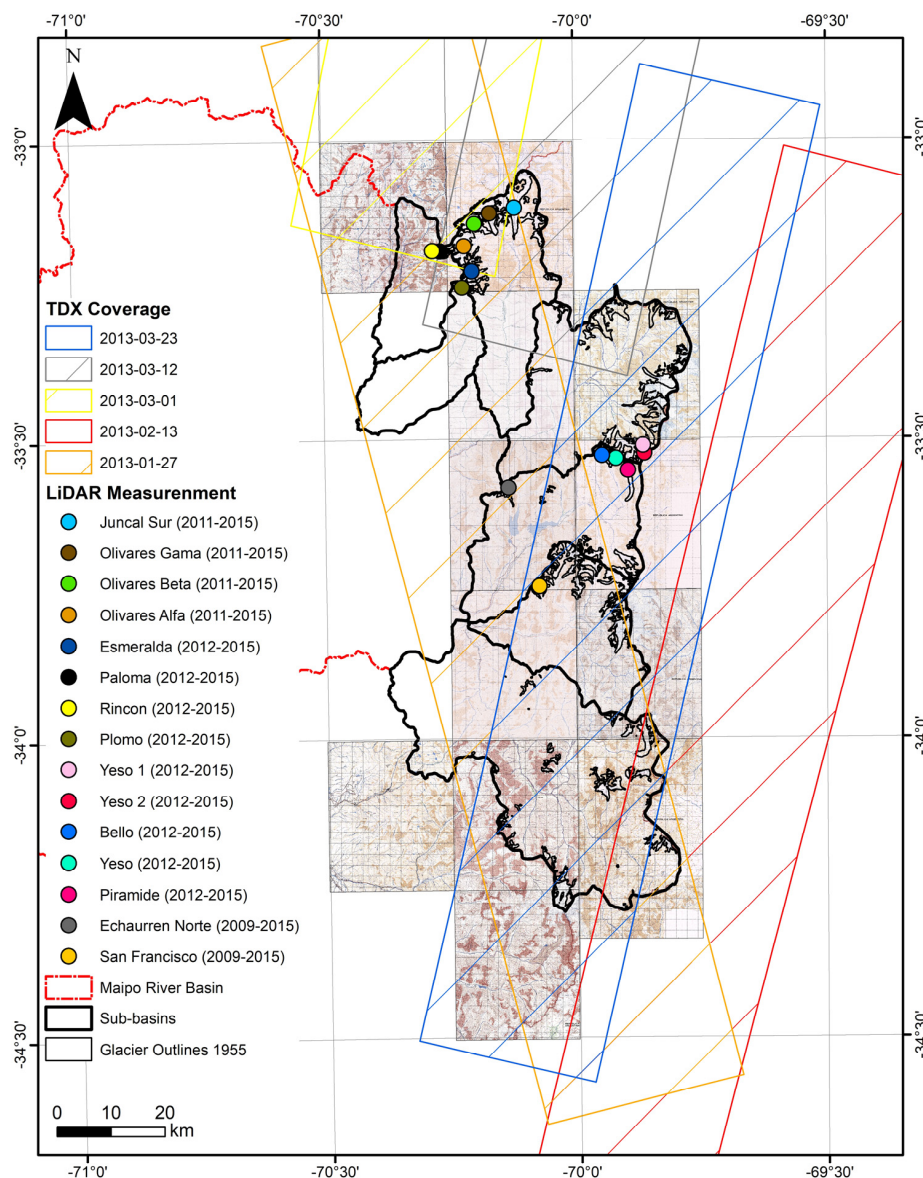 -71°0'
-70°30'
-70°0'
-69°30'
N
-33°0'
-33°0'
-33°30'
-33°30'
-34°0'
-34°0'
-34°30'
-34°30'
TDX Coverage
2013-03-23
2013-03-12
2013-03-01
2013-02-13
2013-01-27
LiDAR Measurenment
Juncal Sur (2011-2015)
Olivares Gama (2011-2015)
Olivares Beta (2011-2015)
Olivares Alfa (2011-2015)
Esmeralda (2012-2015)
Paloma (2012-2015)
Rincon (2012-2015)
Plomo (2012-2015)
Yeso 1 (2012-2015)
Yeso 2 (2012-2015)
Bello (2012-2015)
Yeso (2012-2015)
Piramide (2012-2015)
Echaurren Norte (2009-2015)
San Francisco (2009-2015)
Maipo River Basin
Sub-basins
Glacier Outlines 1955
0 10 20
km
-71°0'
-70°30'
-70°0'
-69°30'